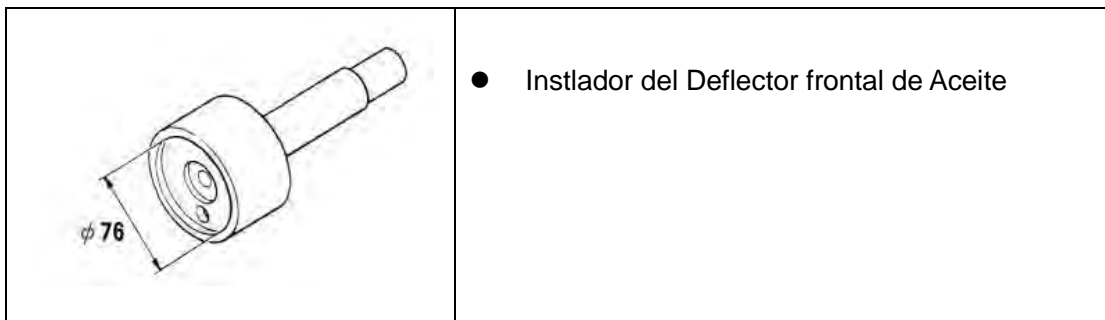 ● Instlador del Deflector frontal de Aceite
ϕ 76